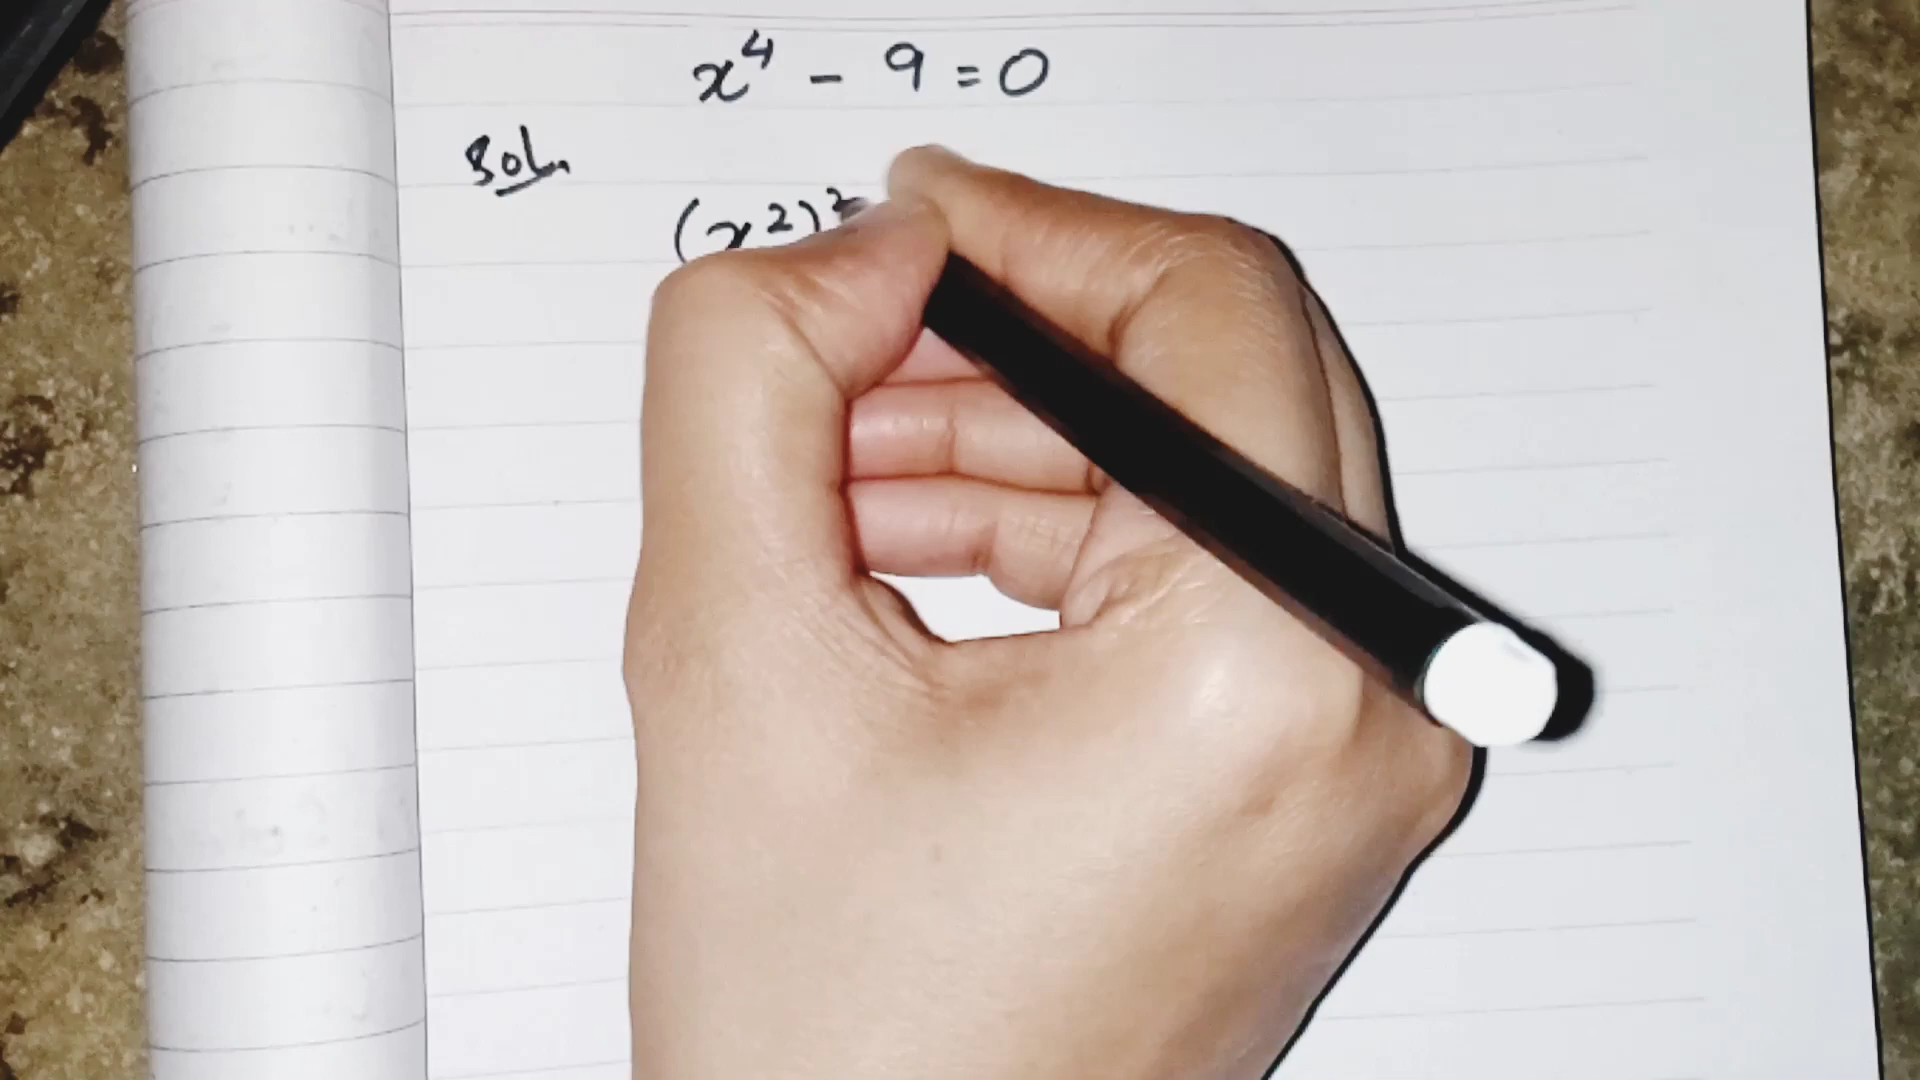 x⁴ - 9 = 0
Sol.
(x²)²